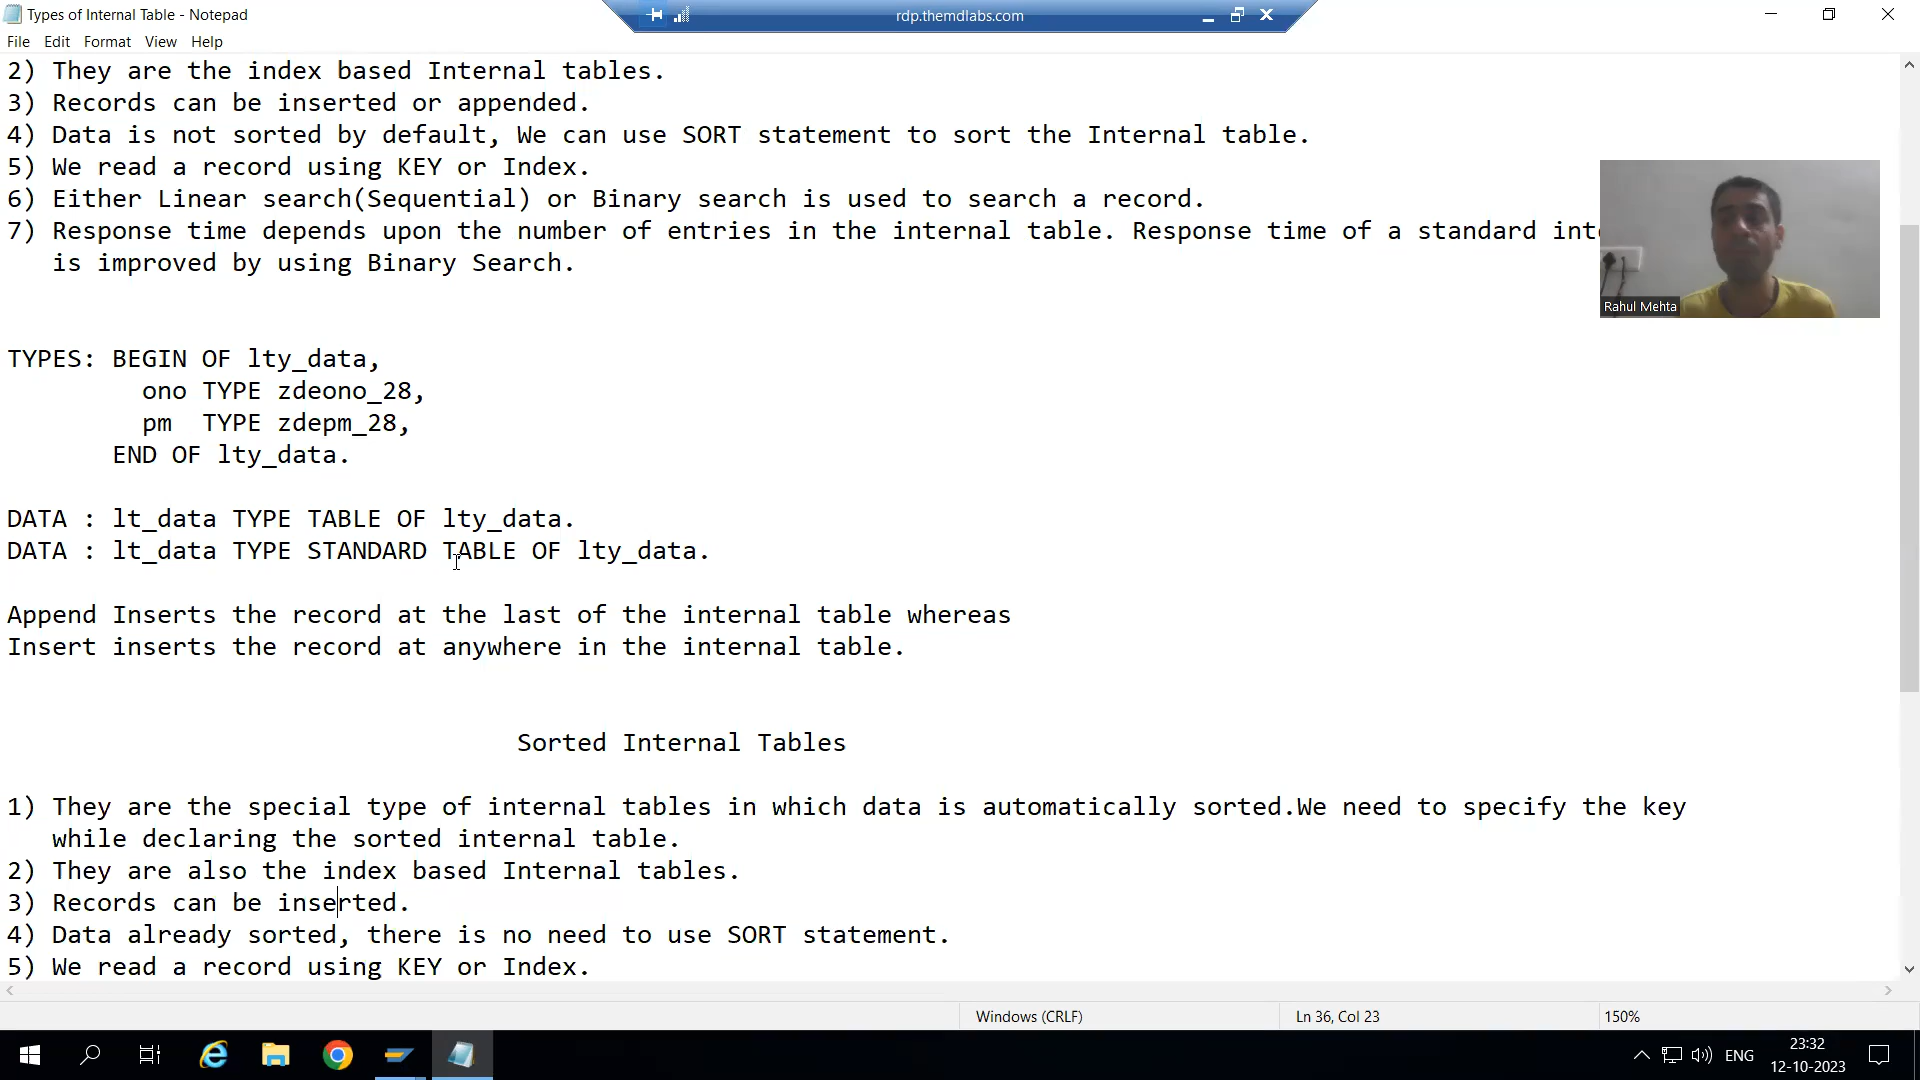 Types of Internal Table - Notepad
rdp.themdlabs.com
File Edit Format View Help
2) They are the index based Internal tables.
3) Records can be inserted or appended.
4) Data is not sorted by default, We can use SORT statement to sort the Internal table.
5) We read a record using KEY or Index.
6) Either Linear search(Sequential) or Binary search is used to search a record.
7) Response time depends upon the number of entries in the internal table. Response time of a standard
is improved by using Binary Search.
Rahul Mehta
TYPES: BEGIN OF lty_data,
ono TYPE zdeono_28,
pm TYPE zdepm_28,
END OF lty_data.
DATA : lt_data TYPE TABLE OF lty_data.
DATA : lt_data TYPE STANDARD TABLE OF lty_data.
Append Inserts the record at the last of the internal table whereas
Insert inserts the record at anywhere in the internal table.
Sorted Internal Tables
1) They are the special type of internal tables in which data is automatically sorted.We need to specify the key
while declaring the sorted internal table.
2) They are also the index based Internal tables.
3) Records can be inserted.
4) Data already sorted, there is no need to use SORT statement.
5) We read a record using KEY or Index.
Windows (CRLF) Ln 36, Col 23 150%
ENG
23:32
12-10-2023